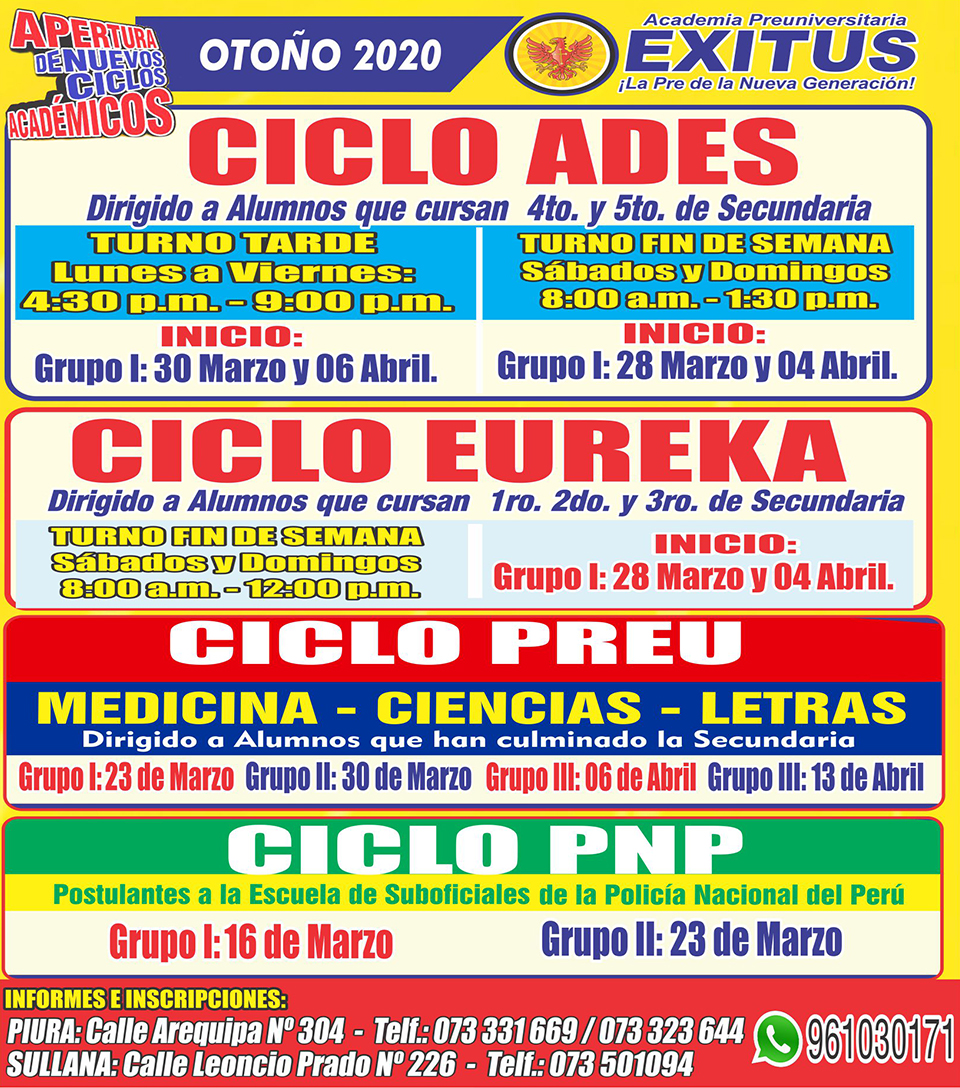 APERTURA
DE NUEVOS
CICLOS
ACADÉMICOS
OTOÑO 2020
Academia Preuniversitaria
EXITUS
¡La Pre de la Nueva Generación!
CICLO ADES
Dirigido a Alumnos que cursan 4to. y 5to. de Secundaria
TURNO TARDE
Lunes a Viernes:
4:30 p.m. - 9:00 p.m.
INICIO:
Grupo I: 30 Marzo y 06 Abril.
TURNO FIN DE SEMANA
Sábados y Domingos
8:00 a.m. - 1:30 p.m.
INICIO:
Grupo I: 28 Marzo y 04 Abril.
CICLO EUREKA
Dirigido a Alumnos que cursan 1ro. 2do. y 3ro. de Secundaria
TURNO FIN DE SEMANA
Sábados y Domingos
8:00 a.m. - 12:00 p.m.
INICIO:
Grupo I: 28 Marzo y 04 Abril.
CICLO PREU
MEDICINA - CIENCIAS - LETRAS
Dirigido a Alumnos que han culminado la Secundaria
Grupo I: 23 de Marzo Grupo II: 30 de Marzo Grupo III: 06 de Abril Grupo III: 13 de Abril
CICLO PNP
Postulantes a la Escuela de Suboficiales de la Policía Nacional del Perú
Grupo I: 16 de Marzo Grupo II: 23 de Marzo
INFORMES E INSCRIPCIONES:
PIURA: Calle Arequipa Nº 304 - Telf.: 073 331 669 / 073 323 644
SULLANA: Calle Leoncio Prado Nº 226 - Telf.: 073 501094
961030171